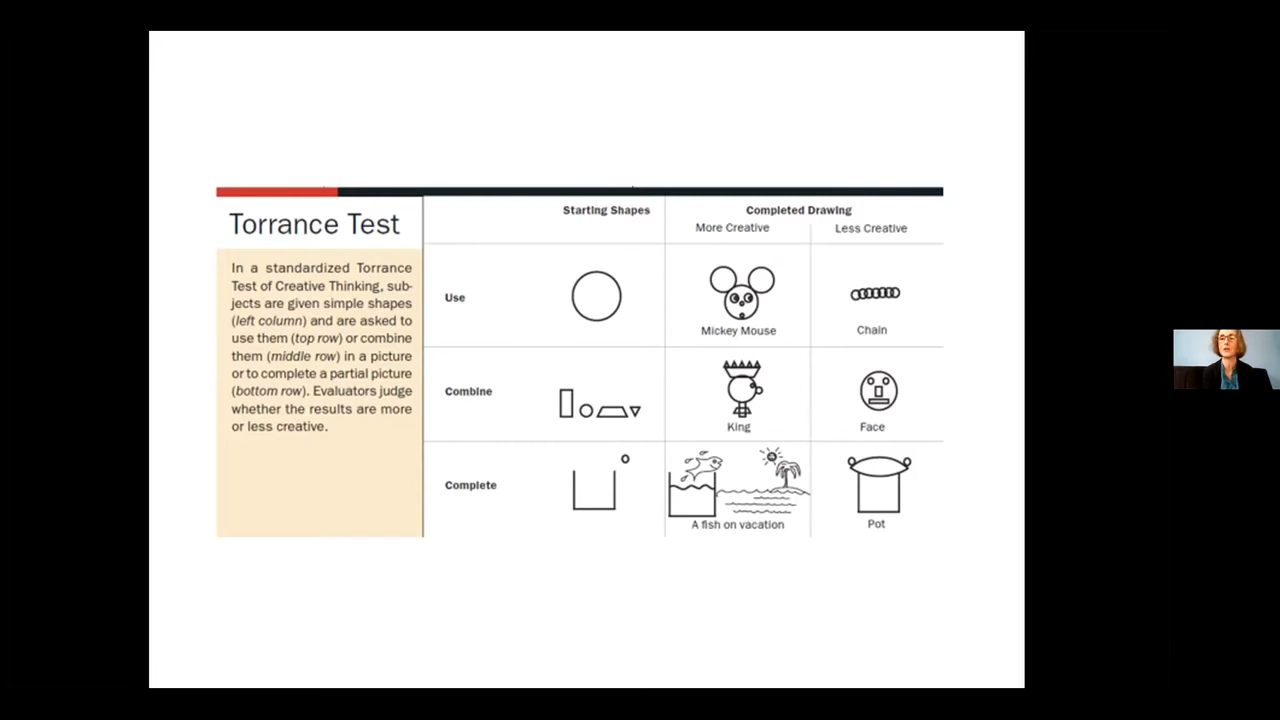 Torrance Test
In a standardized Torrance
Test of Creative Thinking, sub-
jects are given simple shapes
(left column) and are asked to
use them (top row) or combine
them (middle row) in a picture
or to complete a partial picture
(bottom row). Evaluators judge
whether the results are more
or less creative.
Starting Shapes
Completed Drawing
More Creative
Less Creative
Use
Mickey Mouse
Chain
Combine
King
Face
Complete
A fish on vacation
Pot